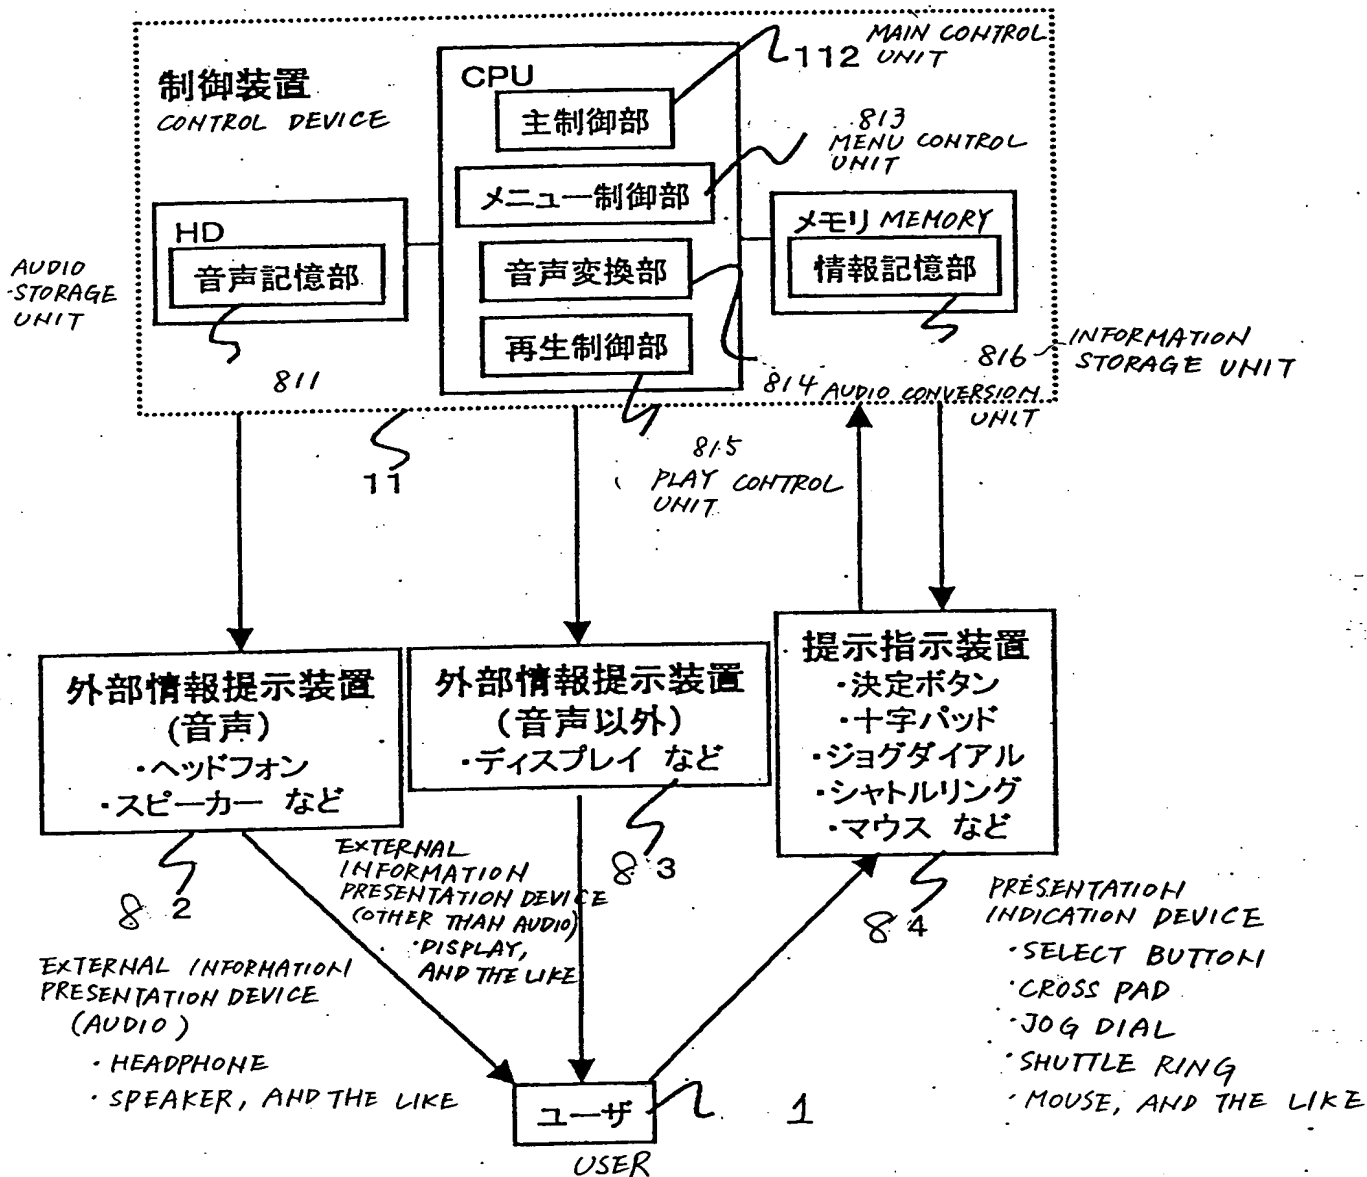 制御装置
CONTROL DEVICE
CPU
主制御部
112
MAIN CONTROL
UNIT
メニュー制御部
813
MENU CONTROL
UNIT
HD
音声記憶部
AUDIO
STORAGE
UNIT
811
音声変換部
814 AUDIO CONVERSION
UNIT
再生制御部
815
PLAY CONTROL
UNIT
メモリ MEMORY
情報記憶部
816
INFORMATION
STORAGE UNIT
11
外部情報提示装置
(音声)
・ヘッドフォン
・スピーカー など
82
EXTERNAL INFORMATION
PRESENTATION DEVICE
(AUDIO)
・HEADPHONE
・SPEAKER, AND THE LIKE
外部情報提示装置
(音声以外)
・ディスプレイ など
83
EXTERNAL
INFORMATION
PRESENTATION DEVICE
(OTHER THAN AUDIO)
・DISPLAY,
AND THE LIKE
提示指示装置
・決定ボタン
・十字パッド
・ジョグダイアル
・シャトルリング
・マウス など
84
PRESENTATION
INDICATION DEVICE
・SELECT BUTTON
・CROSS PAD
・JOG DIAL
・SHUTTLE RING
・MOUSE, AND THE LIKE
ユーザ
1
USER